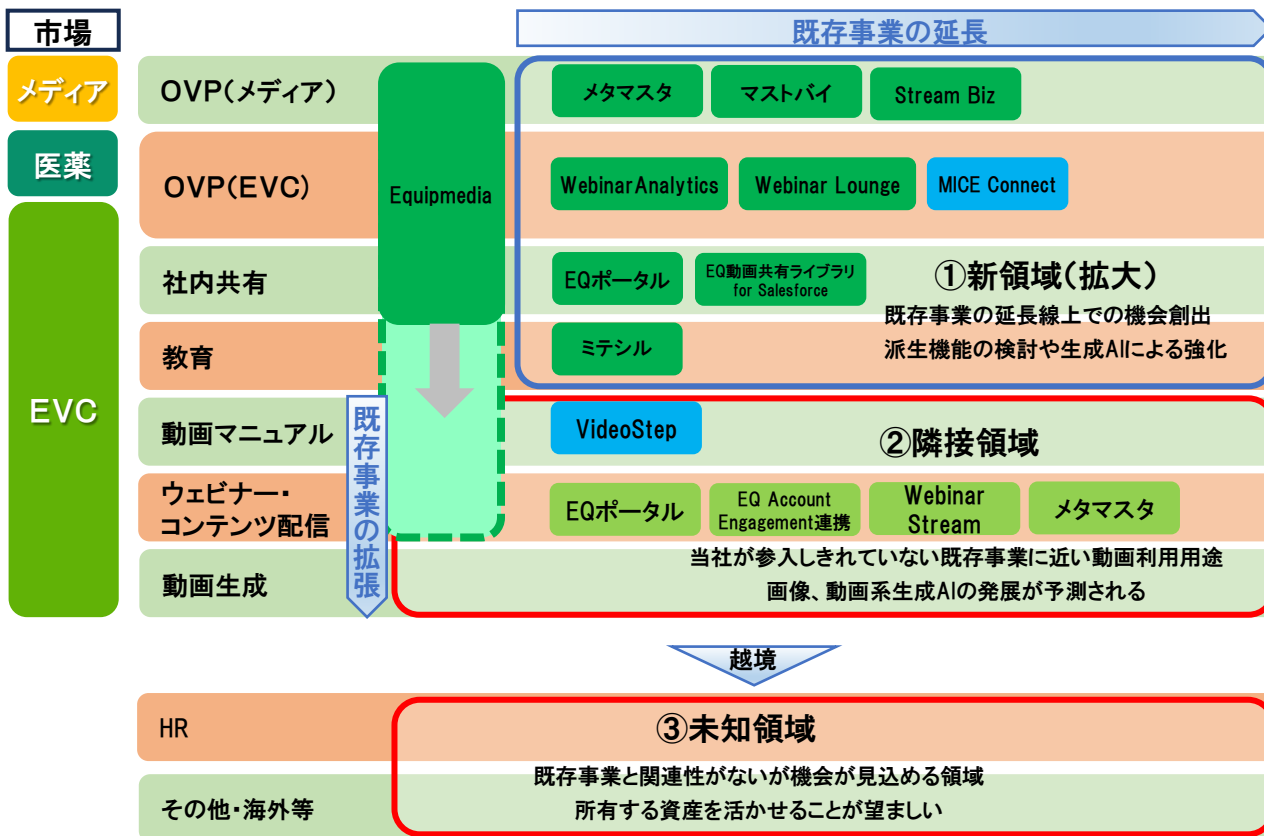 市場
既存事業の延長
メディア
医薬
EVC
OVP(メディア)
Equipmedia
メタマスタ
マストバイ
Stream Biz
OVP(EVC)
WebinarAnalytics
Webinar Lounge
MICE Connect
社内共有
EQポータル
EQ動画共有ライブラリ
for Salesforce
①新領域(拡大)
既存事業の延長線上での機会創出
派生機能の検討や生成AIによる強化
教育
ミテシル
動画マニュアル
既存事業の拡張
VideoStep
②隣接領域
ウェビナー・
コンテンツ配信
EQポータル
EQ Account
Engagement連携
Webinar
Stream
メタマスタ
動画生成
当社が参入しきれていない既存事業に近い動画利用用途
画像、動画系生成AIの発展が予測される
越境
HR
③未知領域
既存事業と関連性がないが機会が見込める領域
所有する資産を活かせることが望ましい
その他・海外等